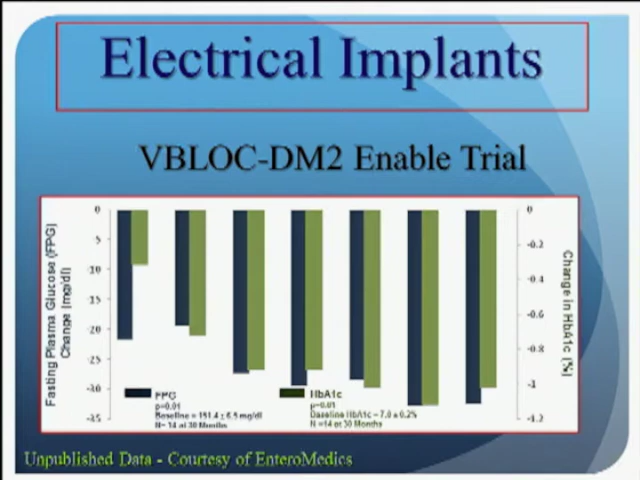 Electrical Implants
VBLOC-DM2 Enable Trial
Fasting Plasma Glucose (FPG)
Change (mg/dl)
0
5
-10
-15
-20
-25
-30
-35
0
-0.2
-0.4
-0.6
-0.8
-1
-1.2
Change in HbA1c (%)
FPG
p=0.01
Baseline = 151.4 ± 6.5 mg/dl
N= 14 at 30 Months
HbA1c
p=0.01
Baseline HbA1c – 7.8 ± 0.2%
N =14 at 30 Months
Unpublished Data - Courtesy of EnteroMedics